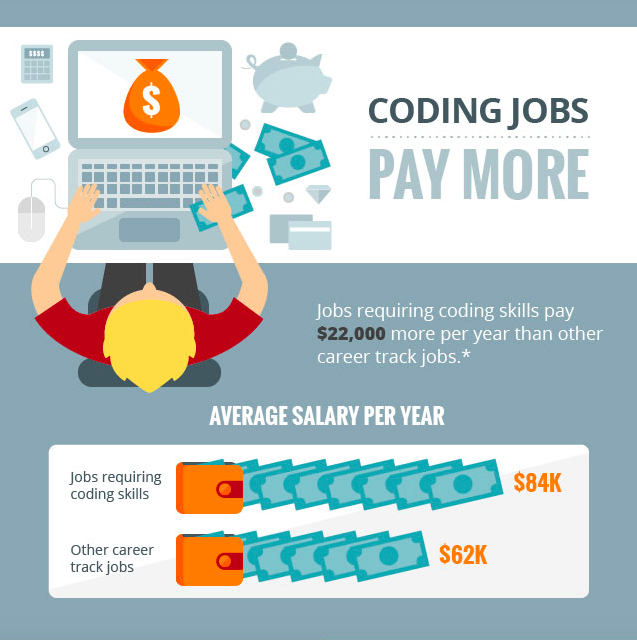 $$$$
$
CODING JOBS
PAY MORE
Jobs requiring coding skills pay
$22,000 more per year than other
career track jobs.*
AVERAGE SALARY PER YEAR
Jobs requiring
coding skills
$84K
Other career
track jobs
$62K